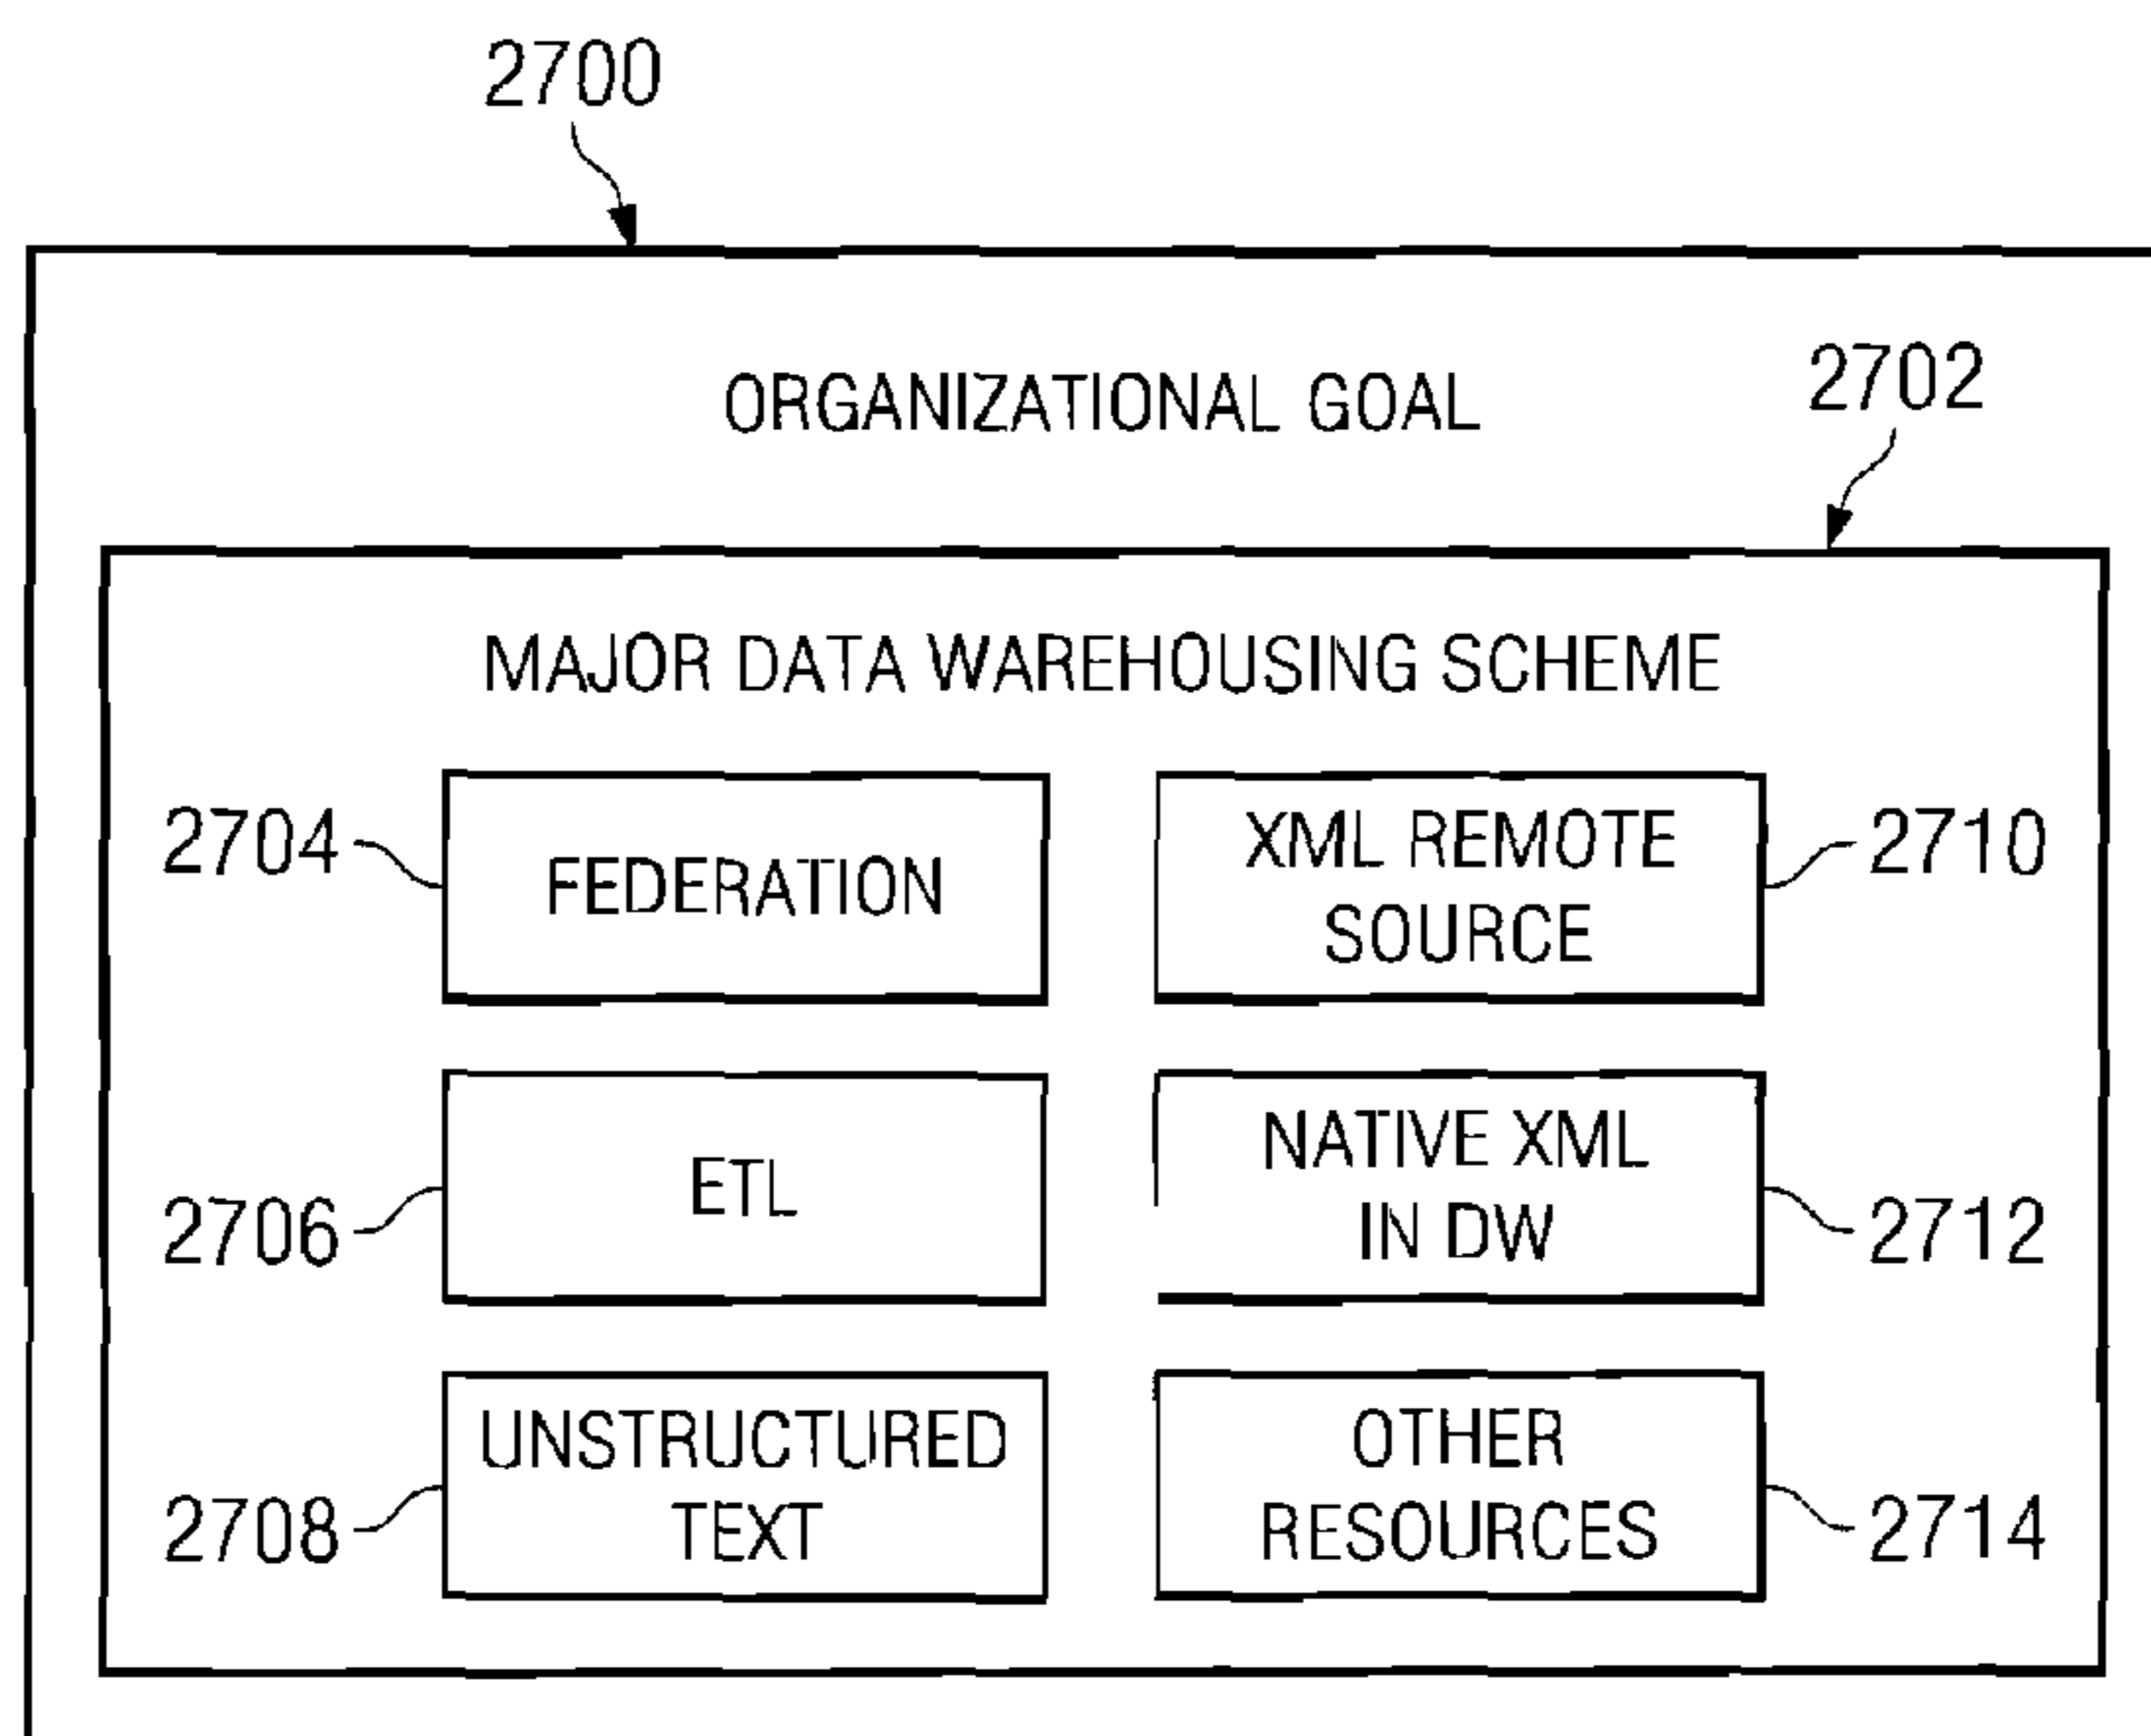 2700
ORGANIZATIONAL GOAL
2702
MAJOR DATA WAREHOUSING SCHEME
2704
FEDERATION
XML REMOTE
SOURCE
2710
2706
ETL
NATIVE XML
IN DW
2712
2708
UNSTRUCTURED
TEXT
OTHER
RESOURCES
2714